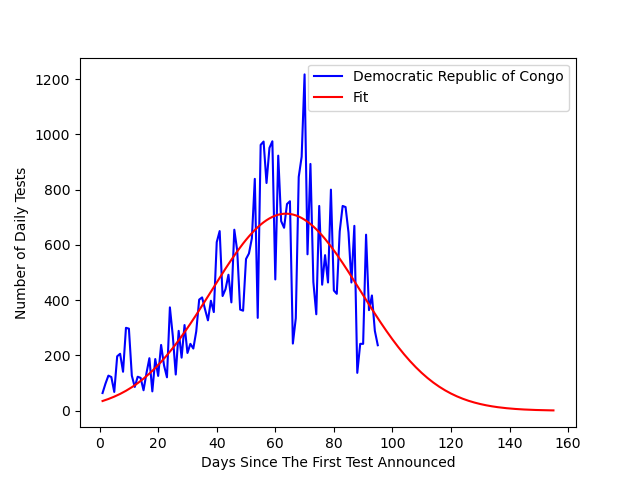 Democratic Republic of Congo
Fit
1200
1000
800
600
400
200
0
Number of Daily Tests
0 20 40 60 80 100 120 140 160
Days Since The First Test Announced